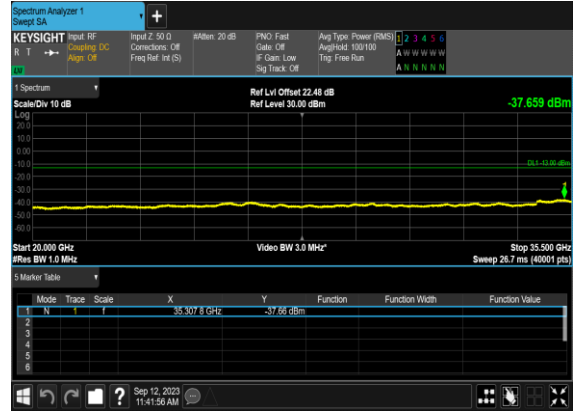 Spectrum Analyzer 1
Swept SA
+
KEYSIGHT Input: RF Input Z: 50 Ω #Atten: 20 dB PNO: Fast Avg Type: Power (RMS) 1 2 3 4 5 6
R T Coupling: DC Corrections: Off Gate: Off Avg|Hold: 100/100 A W W W W W
Align: Off Freq Ref: Int (S) IF Gain: Low Trig: Free Run
Sig Track: Off A N N N N N
1 Spectrum Ref Lvl Offset 22.48 dB
Scale/Div 10 dB Ref Level 30.00 dBm -37.659 dBm
Log
20.0
10.0
0.00
-10.0 DL1 -13.00 dBm
-20.0
-30.0 1
-40.0
-50.0
-60.0
Start 20.000 GHz Video BW 3.0 MHz* Stop 35.500 GHz
#Res BW 1.0 MHz Sweep 26.7 ms (40001 pts)
5 Marker Table
Mode Trace Scale X Y Function Function Width Function Value
1 N 1 f 35.307 8 GHz -37.66 dBm
2
3
4
5
6
? Sep 12, 2023
11:41:56 AM